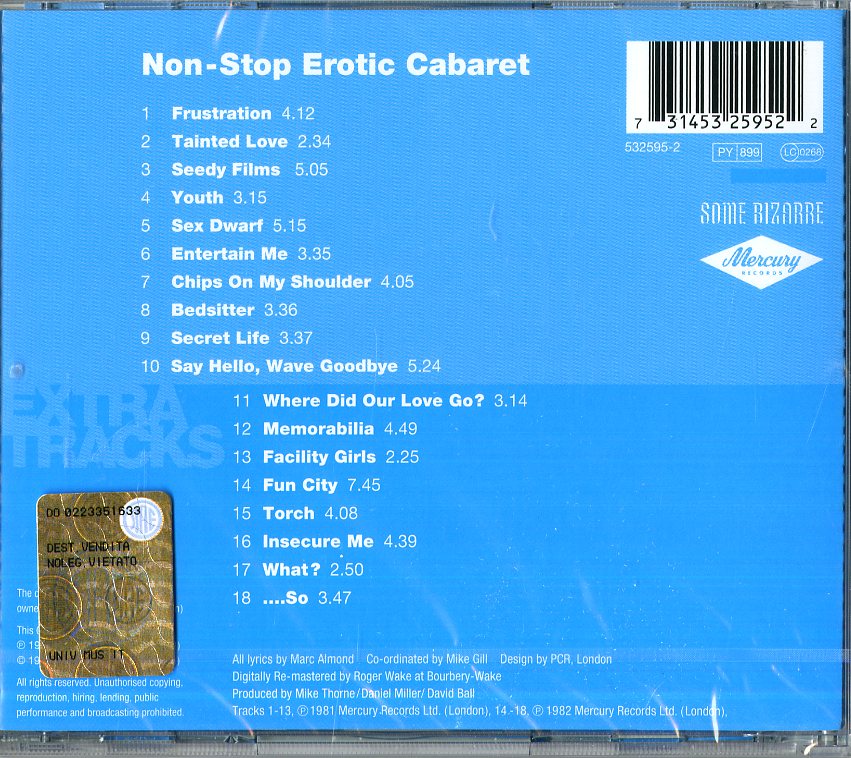 Non-Stop Erotic Cabaret
1 Frustration 4.12
2 Tainted Love 2.34
3 Seedy Films 5.05
4 Youth 3.15
5 Sex Dwarf 5.15
6 Entertain Me 3.35
7 Chips On My Shoulder 4.05
8 Bedsitter 3.36
9 Secret Life 3.37
10 Say Hello, Wave Goodbye 5.24
7 31453 25952 2
532595-2 PY 899 LC 0268
SOME BIZARRE
Mercury
RECORDS
EXTRA
TRACKS
11 Where Did Our Love Go? 3.14
12 Memorabilia 4.49
13 Facility Girls 2.25
14 Fun City 7.45
15 Torch 4.08
16 Insecure Me 4.39
17 What? 2.50
18 ....So 3.47
DO 0223351633
DEST.VENDITA
NOLEG.VIETATO
UNIV MUS IT
The
owne
This
℗ 19
© 19
All rights reserved. Unauthorised copying,
reproduction, hiring, lending, public
performance and broadcasting prohibited.
All lyrics by Marc Almond Co-ordinated by Mike Gill Design by PCR, London
Digitally Re-mastered by Roger Wake at Bourbery-Wake
Produced by Mike Thorne/Daniel Miller/ David Ball
Tracks 1-13, ℗ 1981 Mercury Records Ltd. (London), 14 -18, ℗ 1982 Mercury Records Ltd. (London),